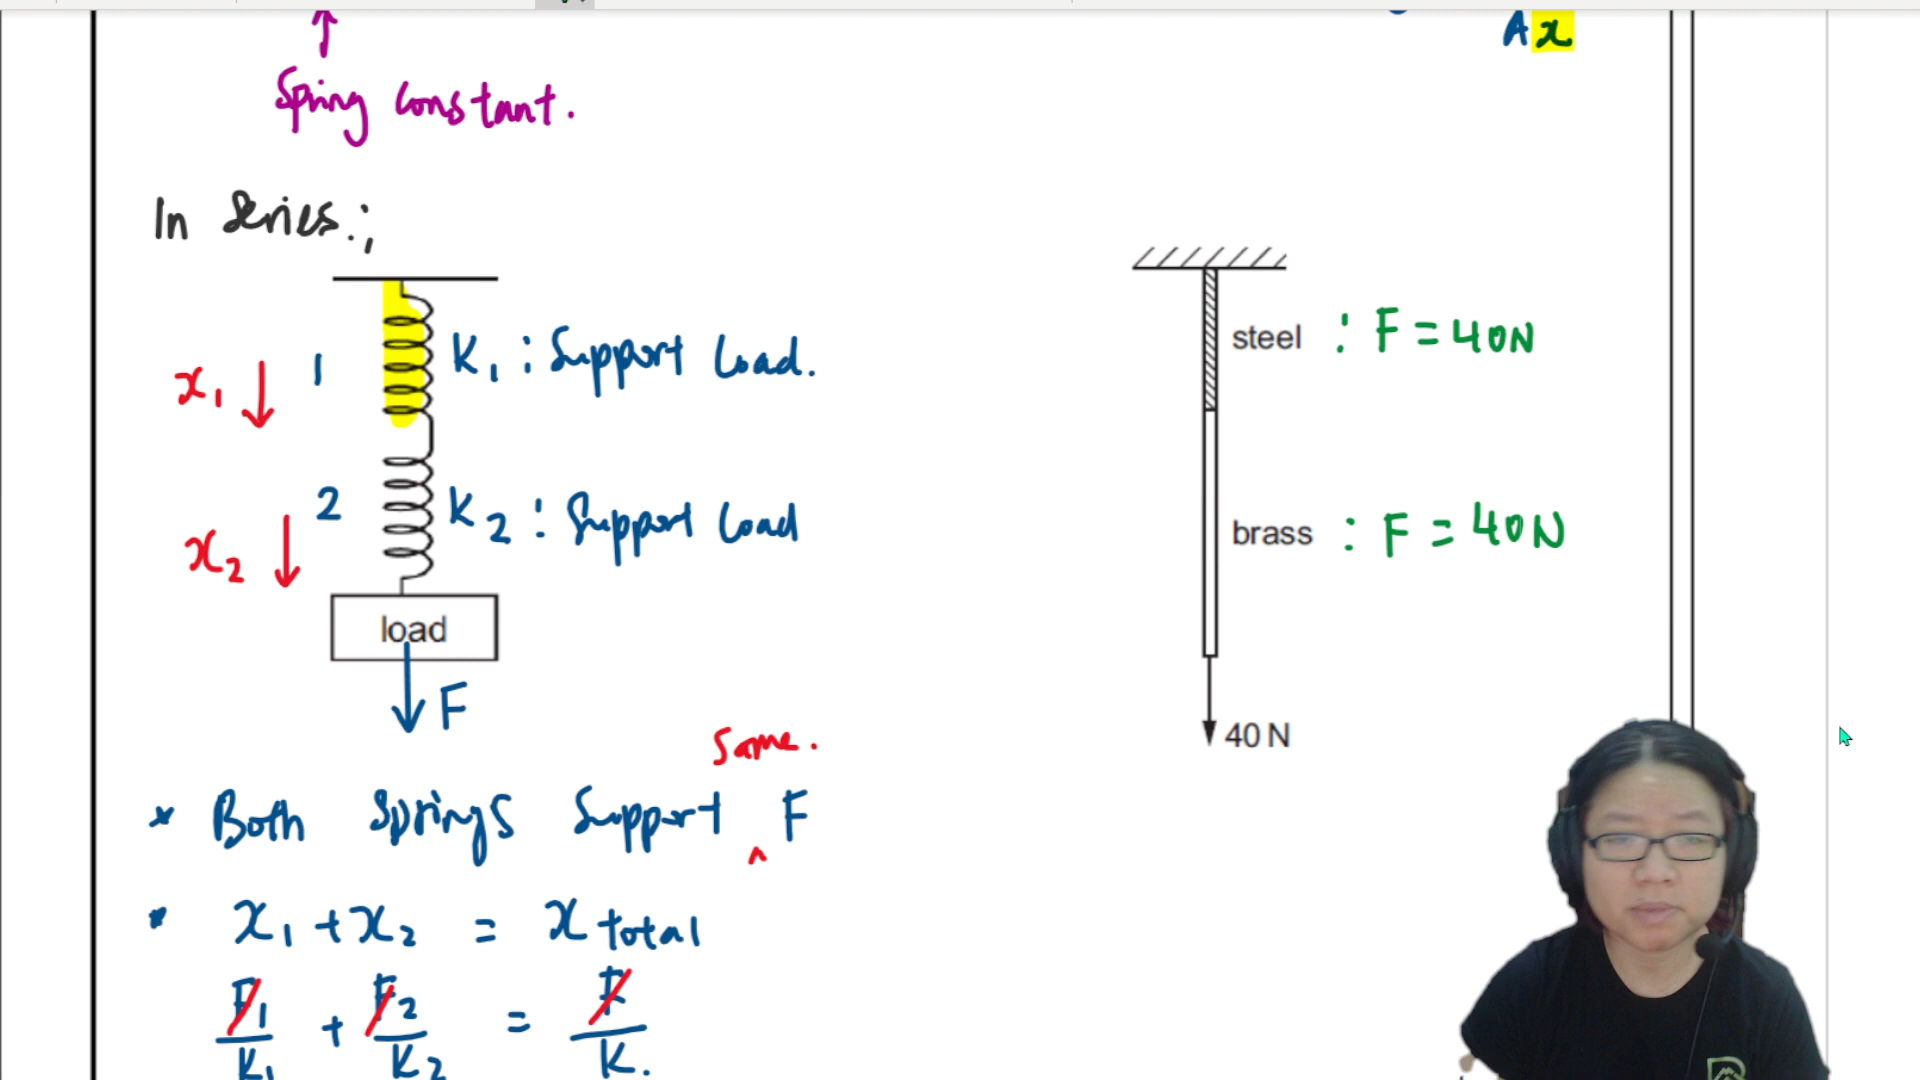 A x
Spring constant.
In Series:,
x₁ ↓ 1 K₁ : Support load.
x₂ ↓ 2 K₂ : Support load
load
F
steel : F = 40N
brass : F = 40N
40 N
same.
* Both Springs Support ^ F
* x₁ + x₂ = x total
F₁/K₁ + F₂/K₂ = F/K.